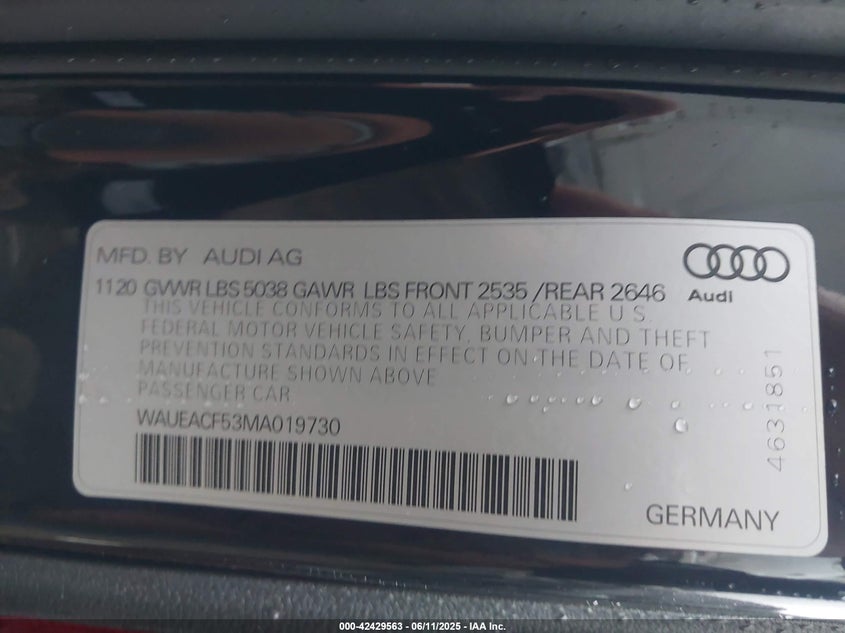 MFD. BY AUDI AG
1120 GVWR LBS 5038 GAWR LBS FRONT 2535 /REAR 2646
Audi
THIS VEHICLE CONFORMS TO ALL APPLICABLE U.S.
FEDERAL MOTOR VEHICLE SAFETY, BUMPER AND THEFT
PREVENTION STANDARDS IN EFFECT ON THE DATE OF
MANUFACTURE SHOWN ABOVE
PASSENGER CAR
WAUEACF53MA019730
4631851
GERMANY
000-42429563 - 06/11/2025 - IAA Inc.